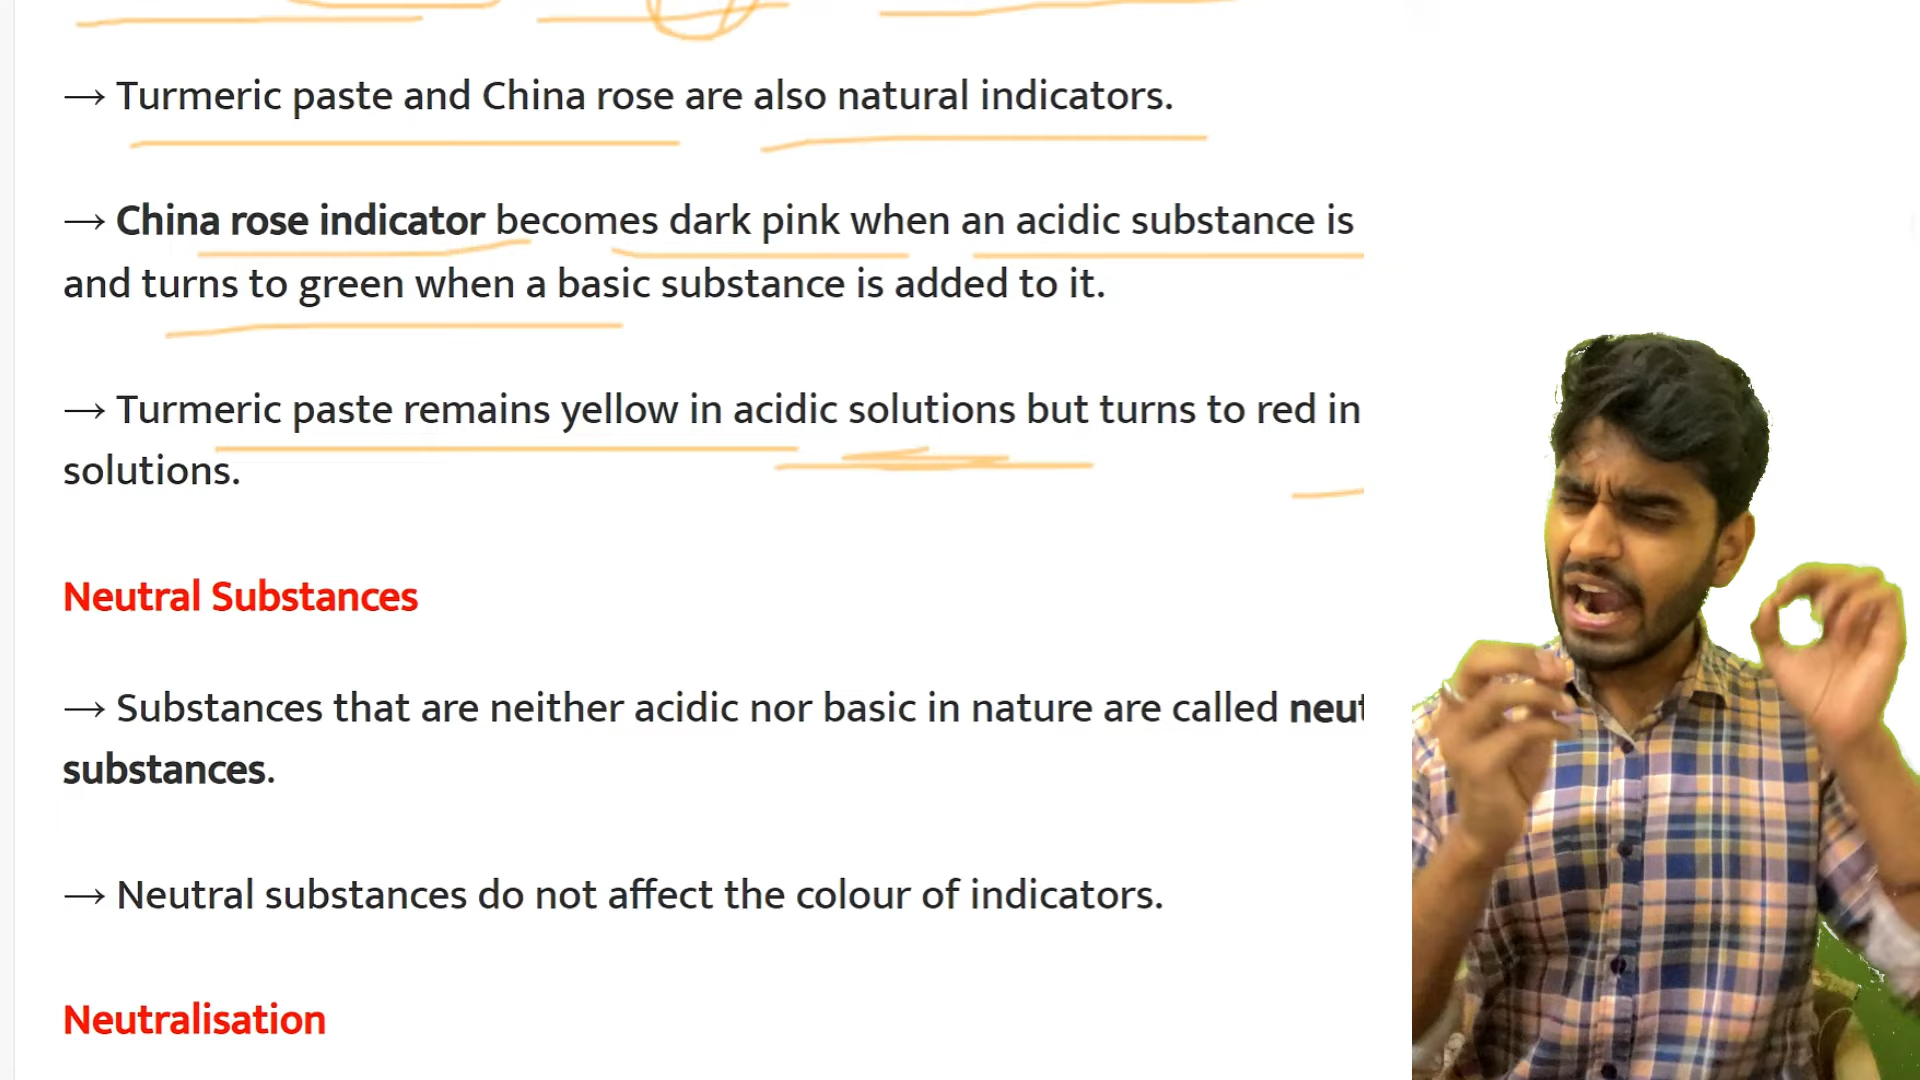 → Turmeric paste and China rose are also natural indicators.
→ China rose indicator becomes dark pink when an acidic substance is
and turns to green when a basic substance is added to it.
→ Turmeric paste remains yellow in acidic solutions but turns to red in
solutions.
Neutral Substances
→ Substances that are neither acidic nor basic in nature are called neut
substances.
→ Neutral substances do not affect the colour of indicators.
Neutralisation